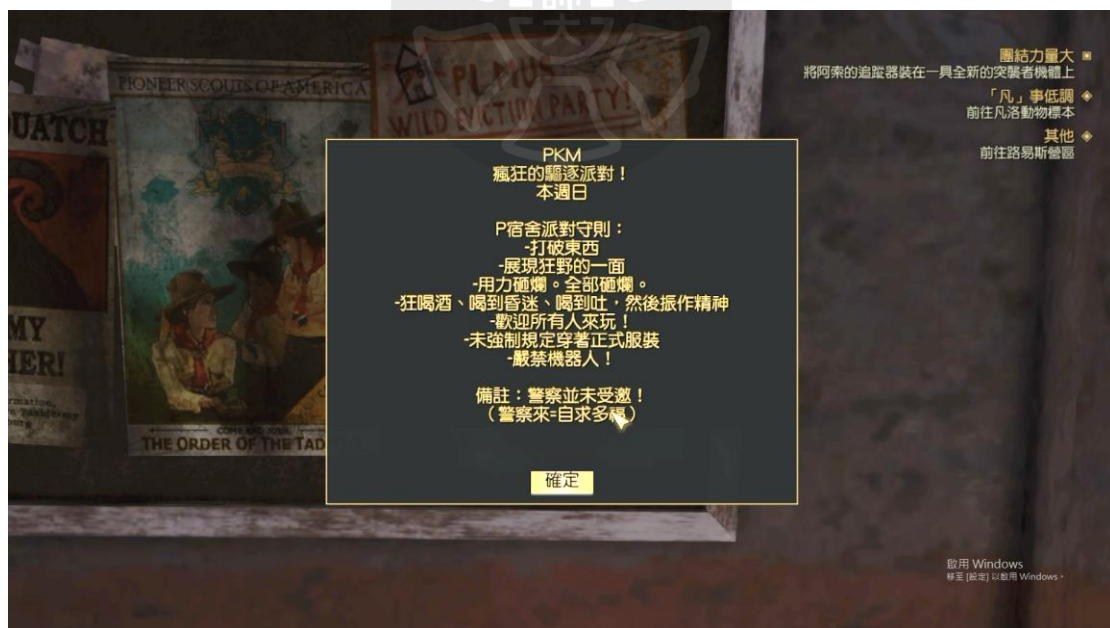 PIONEER SCOUTS OF AMERICA
WILD EVICTION PARTY!
團結力量大
將阿索的追蹤器裝在一具全新的突襲者機體上
「凡」事低調
前往凡洛動物標本
其他
前往路易斯營區
PKM
瘋狂的驅逐派對！
本週日
P宿舍派對守則：
-打破東西
-展現狂野的一面
-用力砸爛。全部砸爛。
-狂喝酒、喝到昏迷、喝到吐，然後振作精神
-歡迎所有人來玩！
-未強制規定穿著正式服裝
-嚴禁機器人！
備註：警察並未受邀！
（警察來=自求多福）
確定
THE ORDER OF THE TAD
啟用 Windows
移至 [設定] 以啟用 Windows。